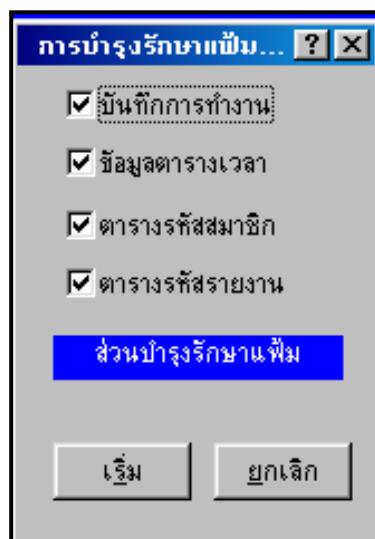 การบำรุงรักษาแฟ้ม...
บันทึกการทำงาน
ข้อมูลตารางเวลา
ตารางรหัสสมาชิก
ตารางรหัสรายงาน
ส่วนบำรุงรักษาแฟ้ม
เริ่ม ยกเลิก